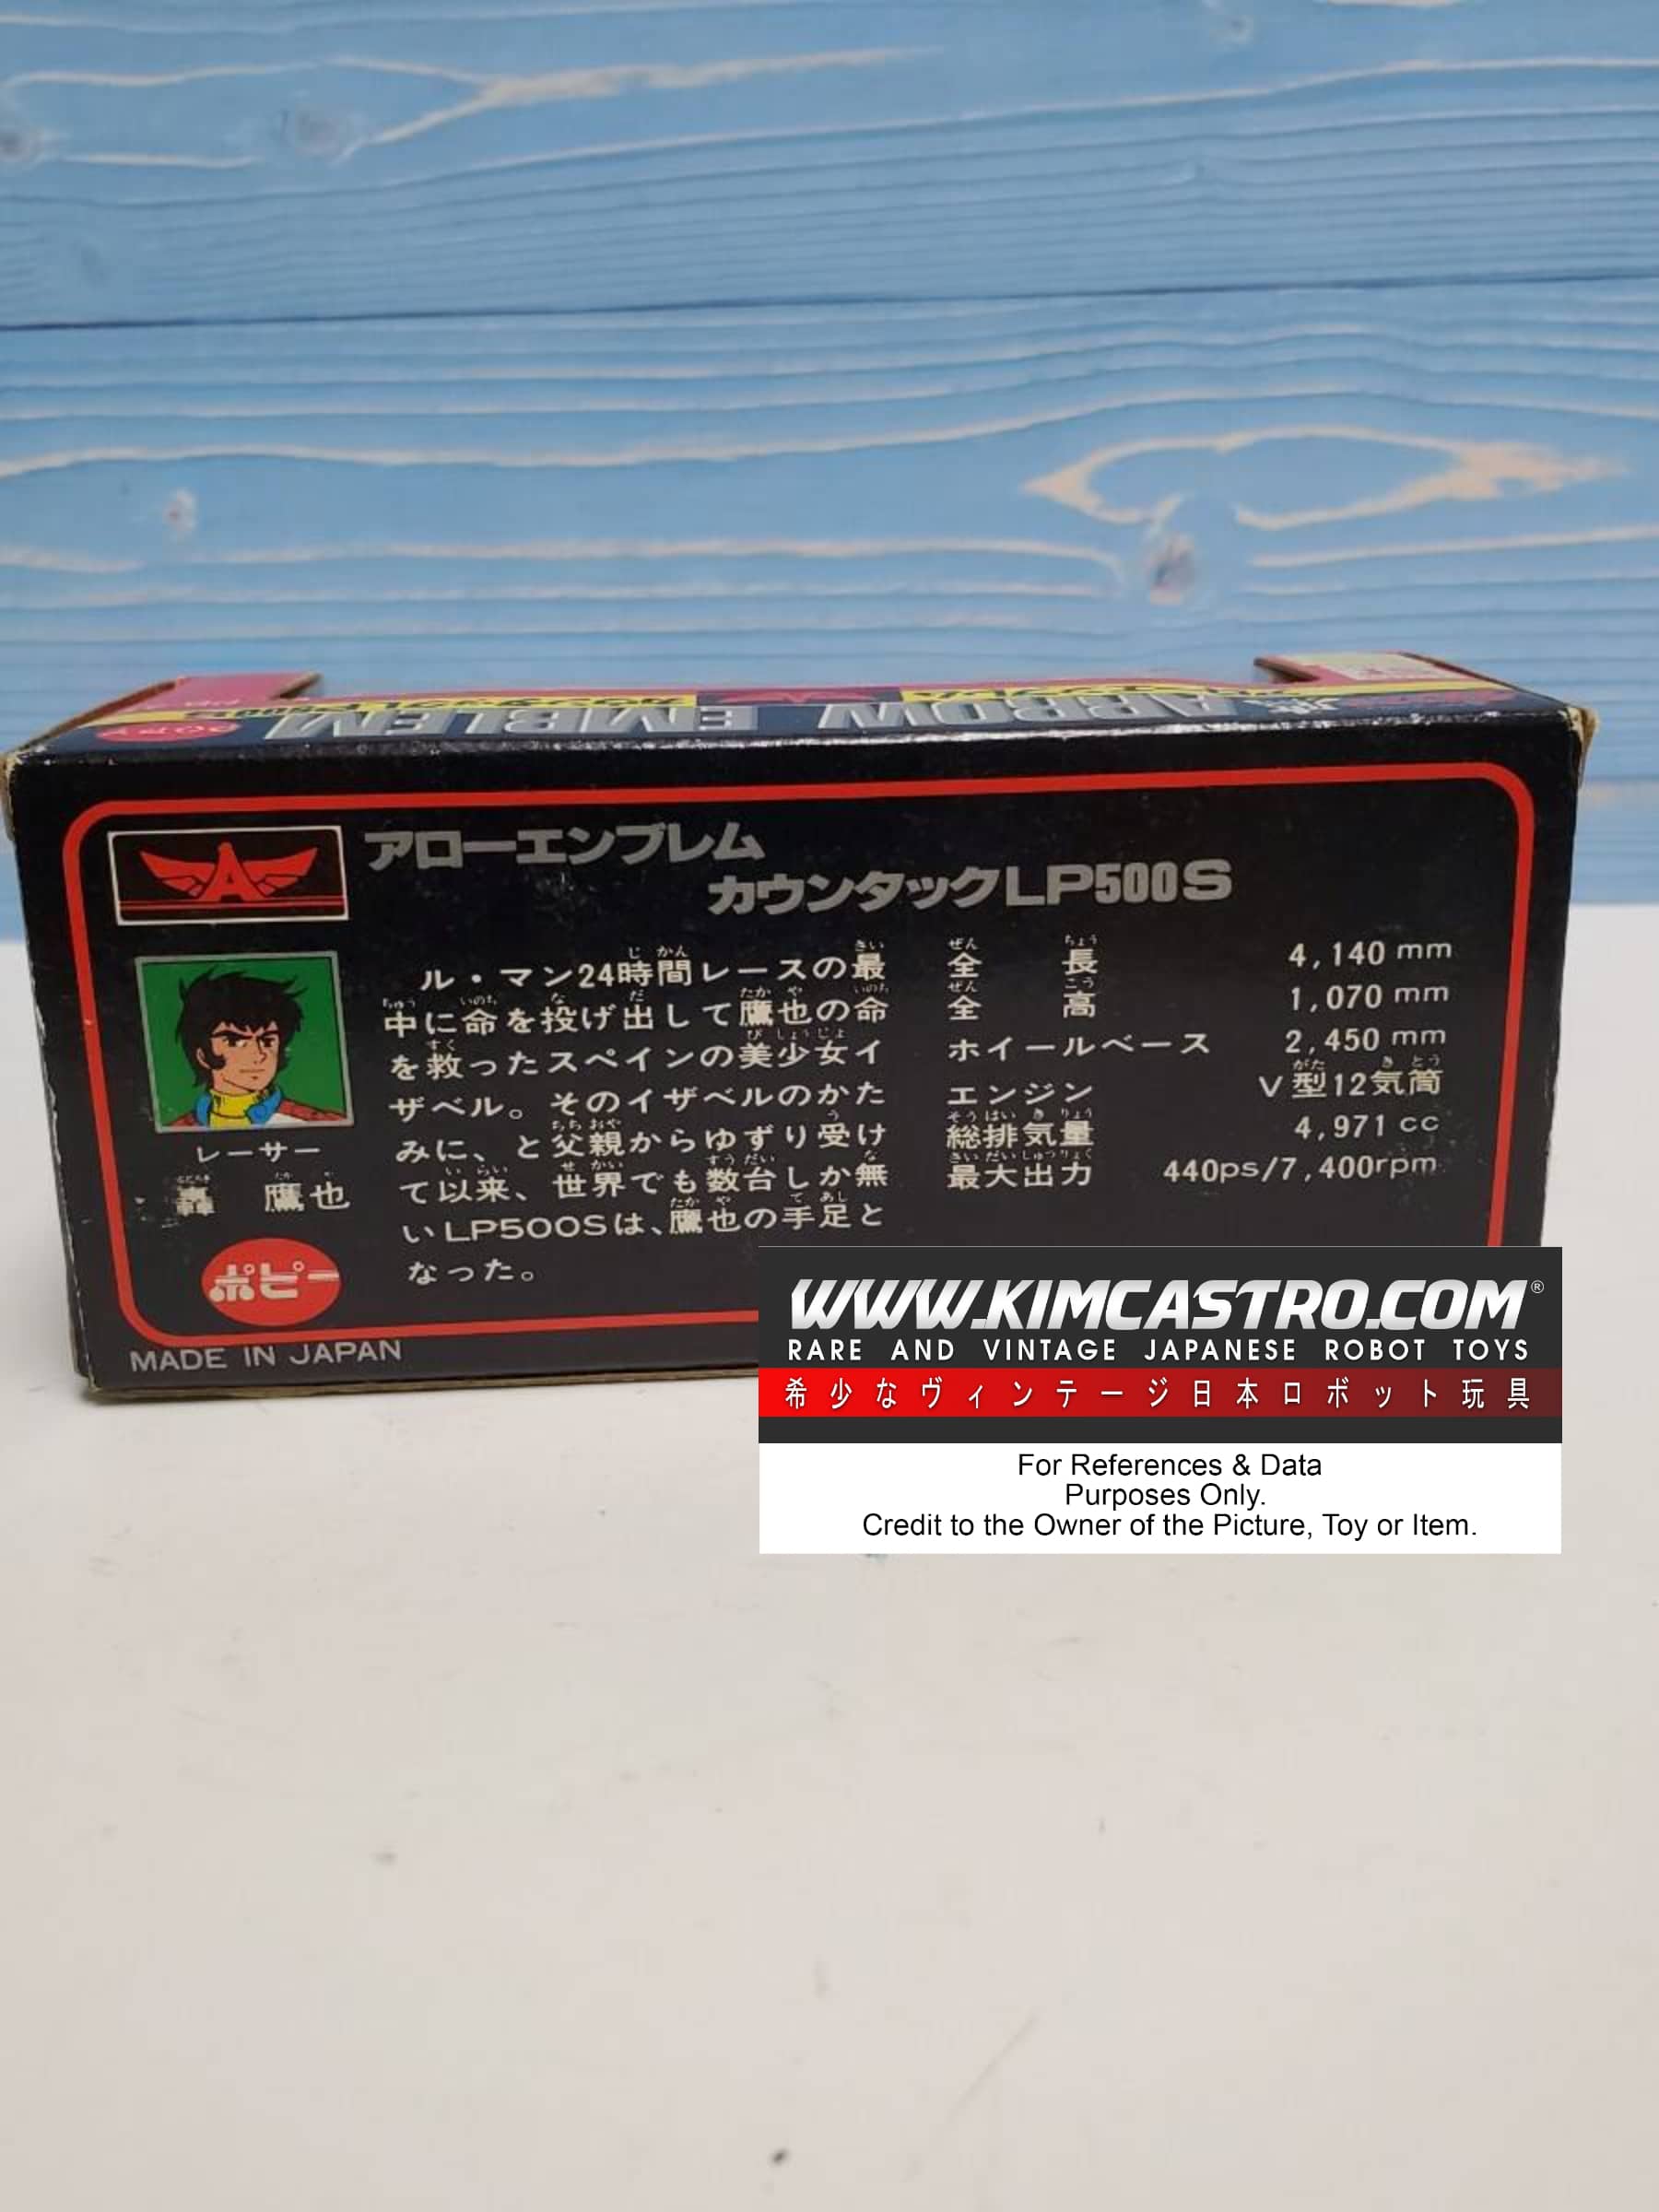 JR. ARROW EMBLEM
アローエンブレム
カウンタックLP500S
A
ル・マン24時間レースの最
中に命を投げ出して鷹也の命
を救ったスペインの美少女イ
ザベル。そのイザベルのかた
みに、と父親からゆずり受け
て以来、世界でも数台しか無
いLP500Sは、鷹也の手足と
なった。
レーサー
轟 鷹也
ポピー
全長 4,140 mm
全高 1,070 mm
ホイールベース 2,450 mm
エンジン V型12気筒
総排気量 4,971 cc
最大出力 440ps/7,400rpm
MADE IN JAPAN
WWW.KIMCASTRO.COM®
RARE AND VINTAGE JAPANESE ROBOT TOYS
希少なヴィンテージ日本ロボット玩具
For References & Data
Purposes Only.
Credit to the Owner of the Picture, Toy or Item.